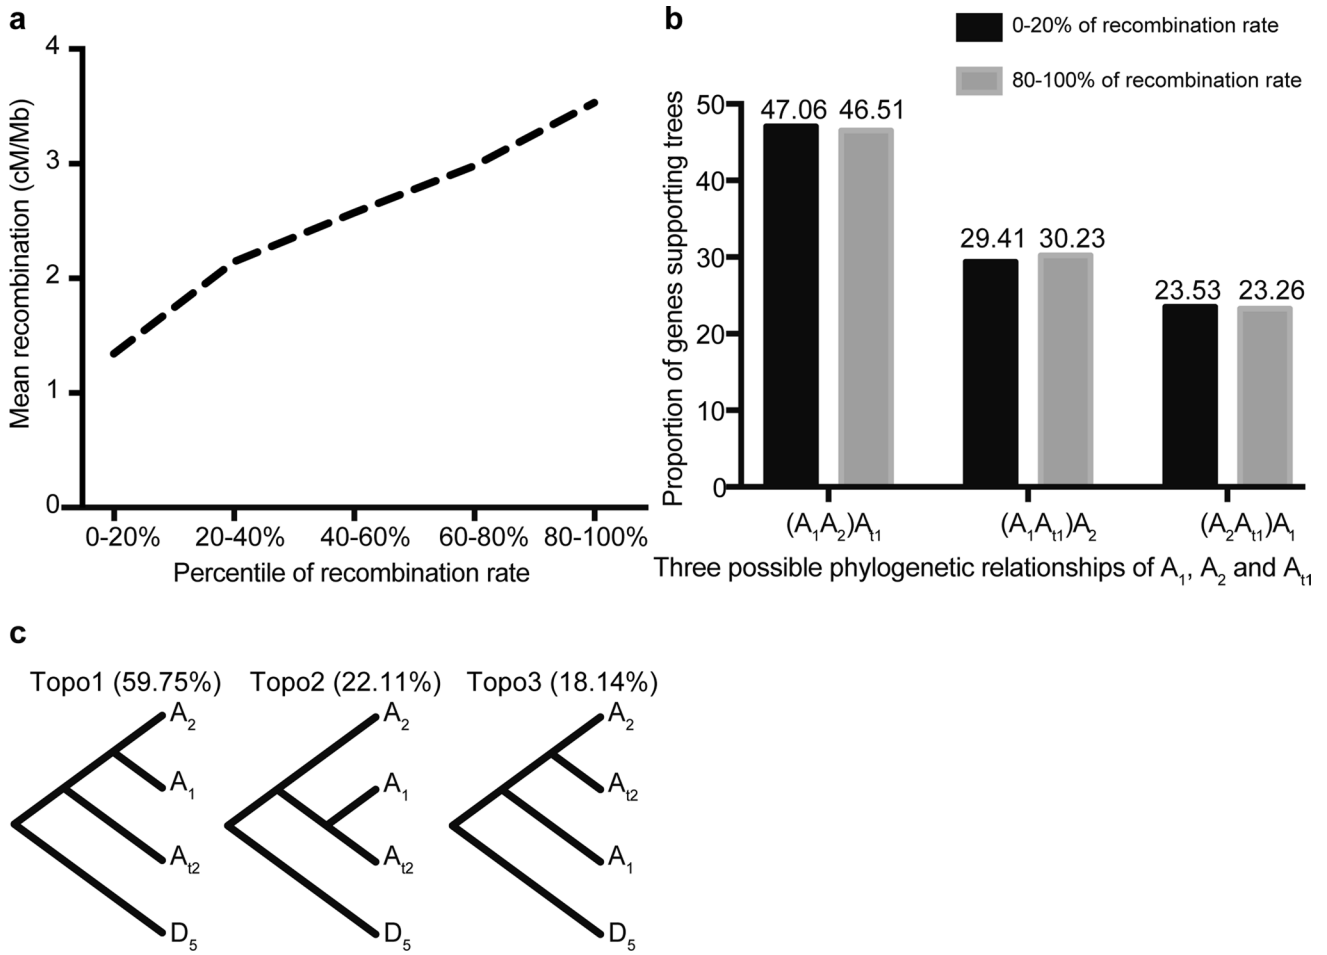 a
4
3
2
1
0
Mean recombination (cM/Mb)
0-20% 20-40% 40-60% 60-80% 80-100%
Percentile of recombination rate
b
0-20% of recombination rate
80-100% of recombination rate
50
40
30
20
10
0
Proportion of genes supporting trees
47.06 46.51
29.41 30.23
23.53 23.26
(A1A2)At1 (A1At1)A2 (A2At1)A1
Three possible phylogenetic relationships of A1, A2 and At1
c
Topo1 (59.75%) Topo2 (22.11%) Topo3 (18.14%)
A2 A2 A2
A1 A1 At2
At2 At2 A1
D5 D5 D5